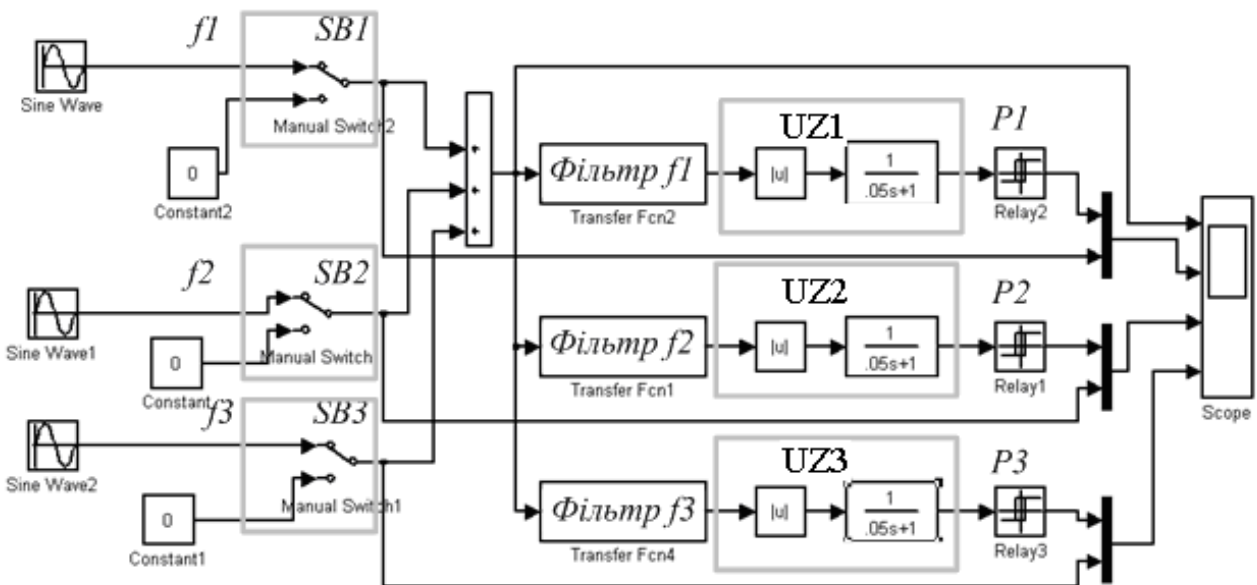 f1
SB1
Sine Wave
Manual Switch2
0
Constant2
f2
SB2
Sine Wave1
Manual Switch
0
Constant
f3
SB3
Sine Wave2
Manual Switch1
0
Constant1
+
+
+
Фільтр f1
Transfer Fcn2
UZ1
|u|
1
.05s+1
P1
Relay2
Фільтр f2
Transfer Fcn1
UZ2
|u|
1
.05s+1
P2
Relay1
Фільтр f3
Transfer Fcn4
UZ3
|u|
1
.05s+1
P3
Relay3
Scope